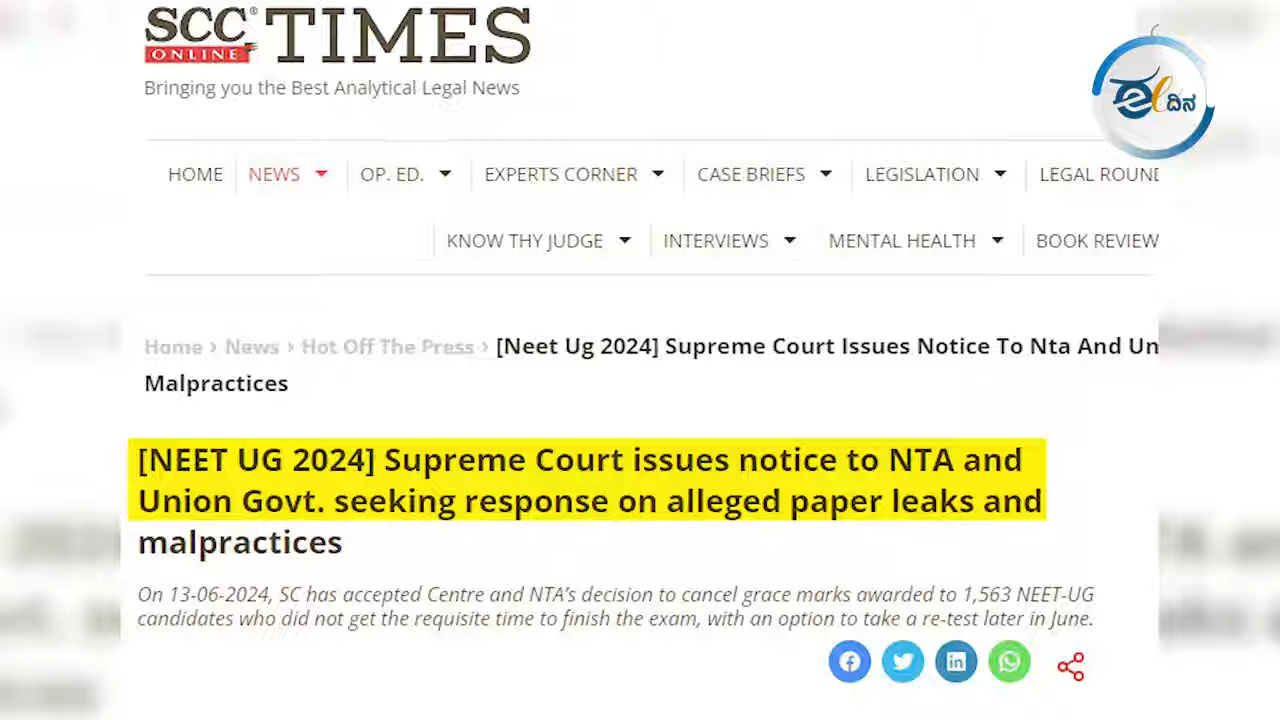 SCC® TIMES
ONLINE
Bringing you the Best Analytical Legal News
ಈ ದಿನ
HOME NEWS OP. ED. EXPERTS CORNER CASE BRIEFS LEGISLATION LEGAL ROUND
KNOW THY JUDGE INTERVIEWS MENTAL HEALTH BOOK REVIEW
Home › News › Hot Off The Press › [Neet Ug 2024] Supreme Court Issues Notice To Nta And Un
Malpractices
[NEET UG 2024] Supreme Court issues notice to NTA and
Union Govt. seeking response on alleged paper leaks and
malpractices
On 13-06-2024, SC has accepted Centre and NTA’s decision to cancel grace marks awarded to 1,563 NEET-UG
candidates who did not get the requisite time to finish the exam, with an option to take a re-test later in June.